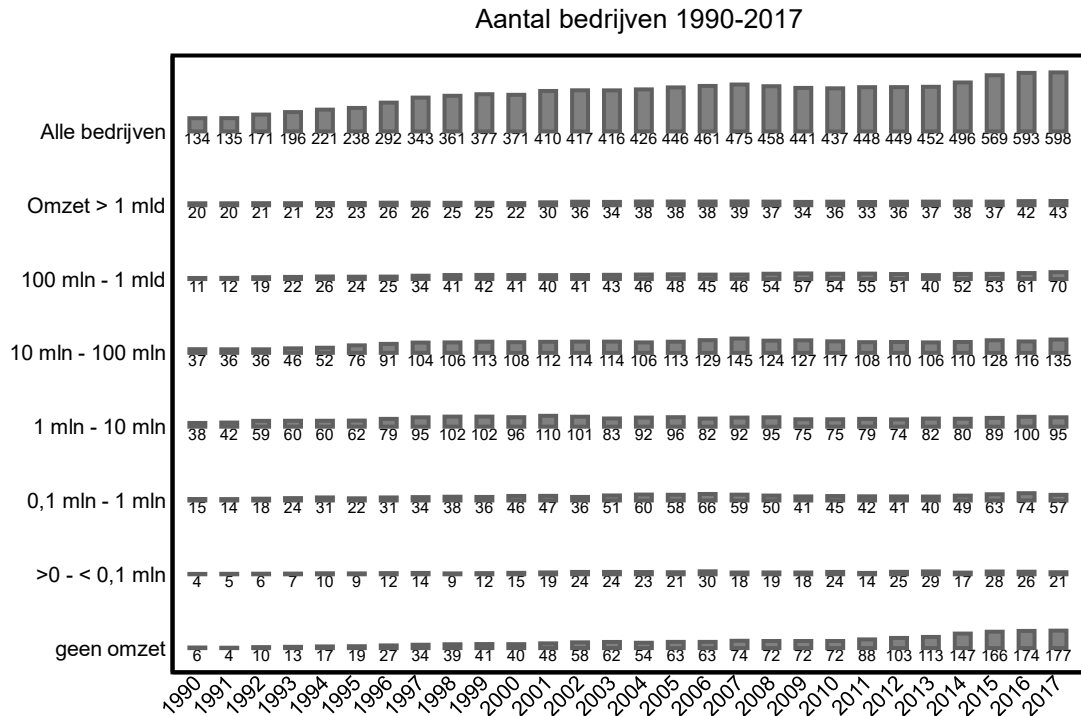 Aantal bedrijven 1990-2017
Alle bedrijven 134 135 171 196 221 238 292 343 361 377 371 410 417 416 426 446 461 475 458 441 437 448 449 452 496 569 593 598
Omzet > 1 mld 20 20 21 21 23 23 26 26 25 25 22 30 36 34 38 38 38 39 37 34 36 33 36 37 38 37 42 43
100 mln - 1 mld 11 12 19 22 26 24 25 34 41 42 41 40 41 43 46 48 45 46 54 57 54 55 51 40 52 53 61 70
10 mln - 100 mln 37 36 36 46 52 76 91 104 106 113 108 112 114 114 106 113 129 145 124 127 117 108 110 106 110 128 116 135
1 mln - 10 mln 38 42 59 60 60 62 79 95 102 102 96 110 101 83 92 96 82 92 95 75 75 79 74 82 80 89 100 95
0,1 mln - 1 mln 15 14 18 24 31 22 31 34 38 36 46 47 36 51 60 58 66 59 50 41 45 42 41 40 49 63 74 57
>0 - < 0,1 mln 4 5 6 7 10 9 12 14 9 12 15 19 24 24 23 21 30 18 19 18 24 14 25 29 17 28 26 21
geen omzet 6 4 10 13 17 19 27 34 39 41 40 48 58 62 54 63 63 74 72 72 72 88 103 113 147 166 174 177
1990 1991 1992 1993 1994 1995 1996 1997 1998 1999 2000 2001 2002 2003 2004 2005 2006 2007 2008 2009 2010 2011 2012 2013 2014 2015 2016 2017